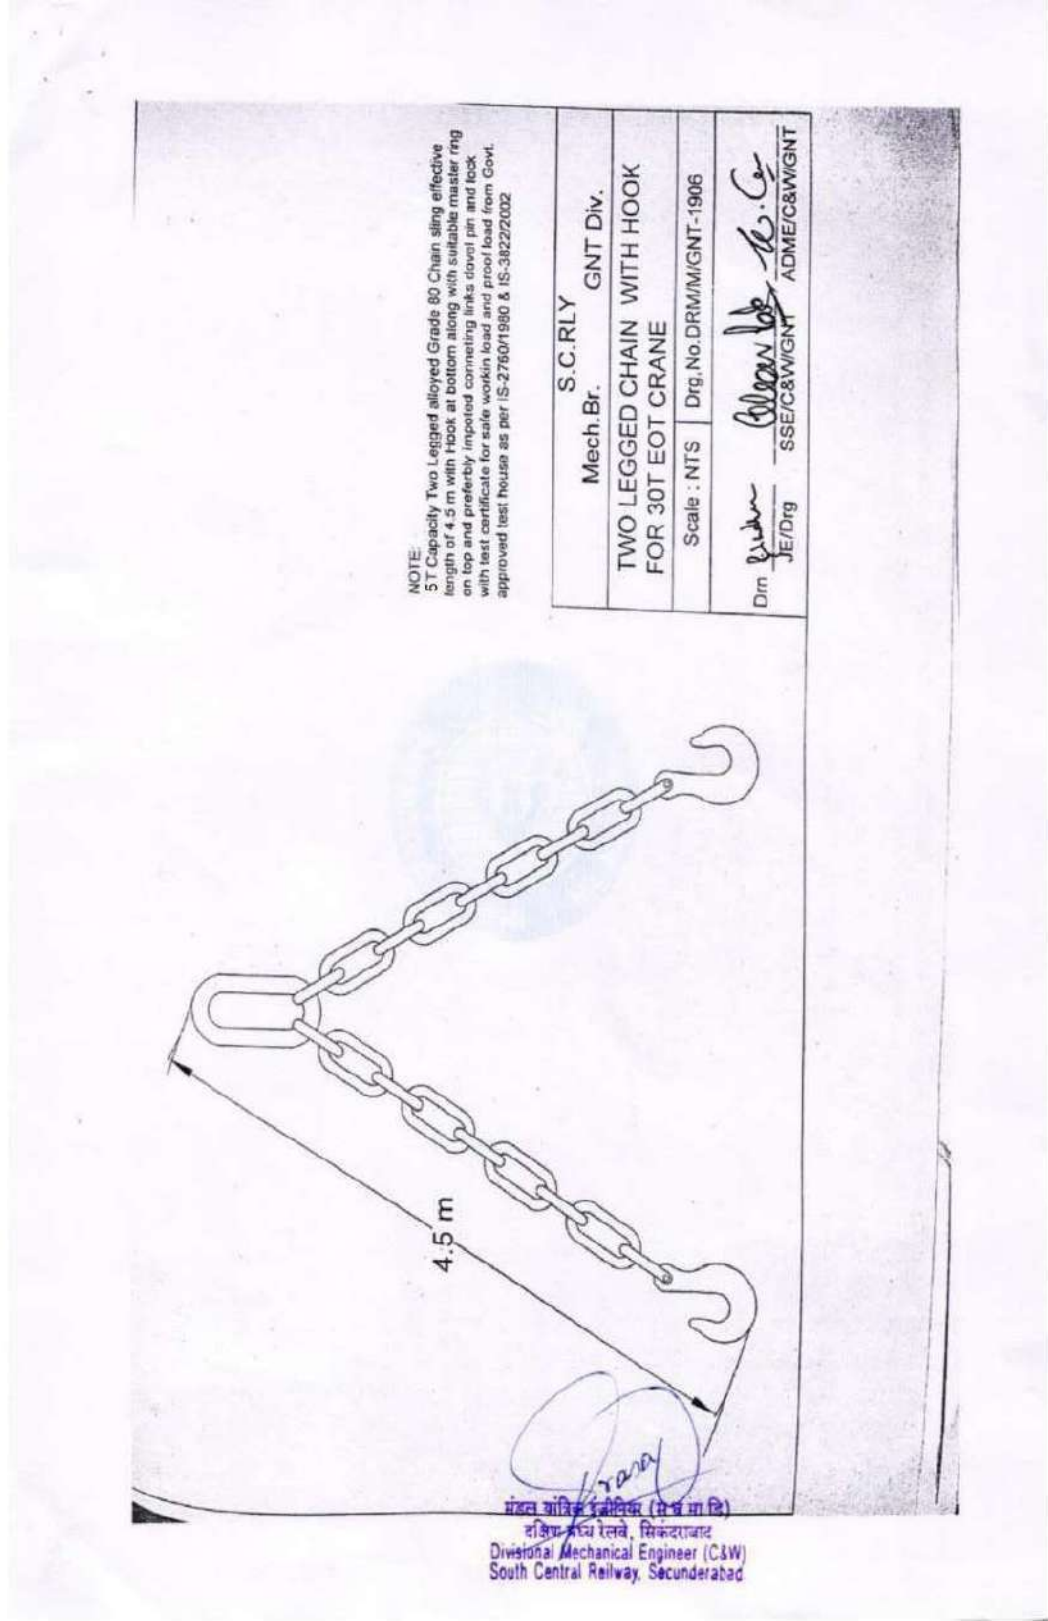 NOTE:
5 T Capacity Two Legged alloyed Grade 80 Chain sling effective
length of 4.5 m with Hook at bottom along with suitable master ring
on top and preferbly impoted conneting links dovel pin and lock
with test certificate for safe workin load and proof load from Govt.
approved test house as per IS-2760/1980 & IS-3822/2002
S.C.RLY
Mech.Br. GNT Div.
TWO LEGGED CHAIN WITH HOOK
FOR 30T EOT CRANE
Scale : NTS Drg,No.DRM/M/GNT-1906
Drn
JE/Drg SSE/C&W/GNT ADME/C&W/GNT
4.5 m
मंडल यांत्रिक इंजीनियर
दक्षिण मध्य रेलवे, सिकंदराबाद
Divisional Mechanical Engineer (C&W)
South Central Railway, Secunderabad